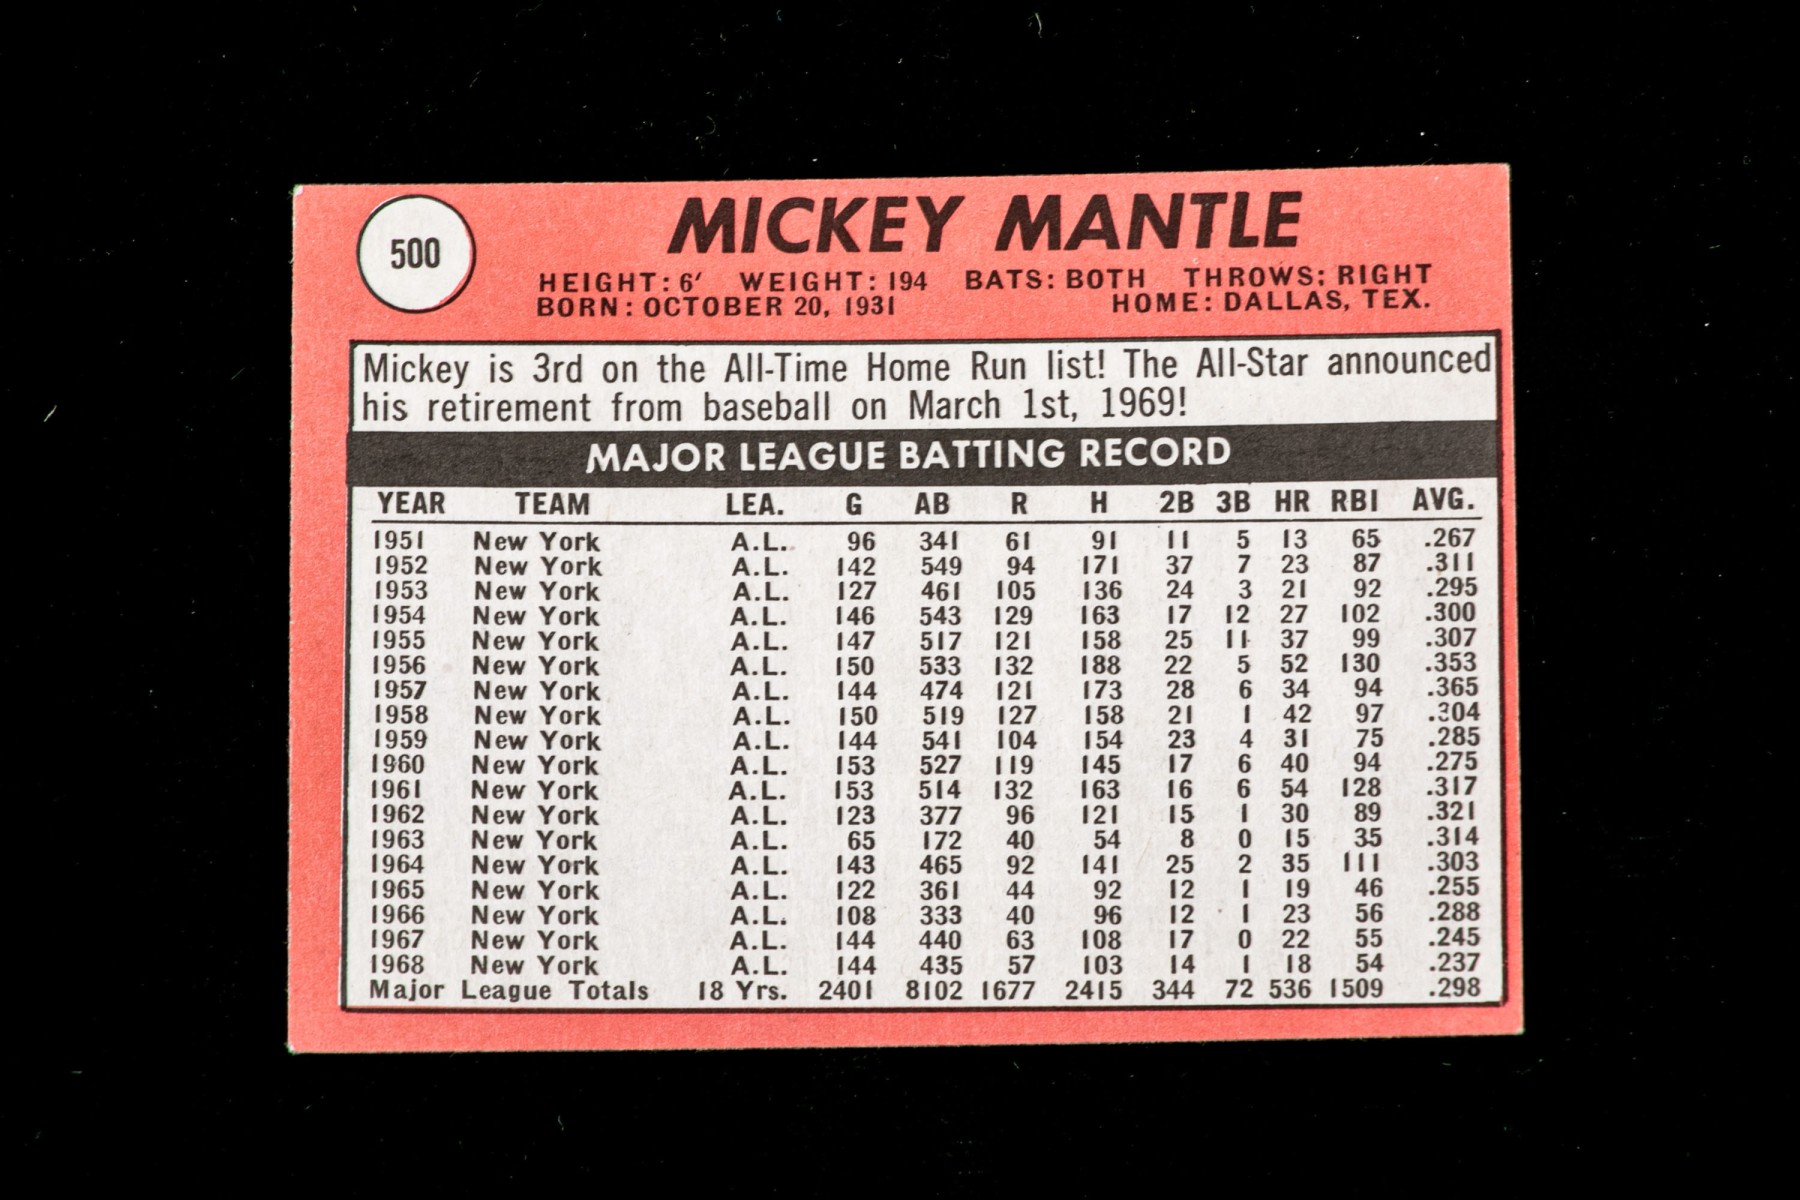 500
MICKEY MANTLE
HEIGHT: 6' WEIGHT: 194 BATS: BOTH THROWS: RIGHT
BORN: OCTOBER 20, 1931 HOME: DALLAS, TEX.
Mickey is 3rd on the All-Time Home Run list! The All-Star announced
his retirement from baseball on March 1st, 1969!
MAJOR LEAGUE BATTING RECORD
YEAR TEAM LEA. G AB R H 2B 3B HR RBI AVG.
1951 New York A.L. 96 341 61 91 11 5 13 65 .267
1952 New York A.L. 142 549 94 171 37 7 23 87 .311
1953 New York A.L. 127 461 105 136 24 3 21 92 .295
1954 New York A.L. 146 543 129 163 17 12 27 102 .300
1955 New York A.L. 147 517 121 158 25 11 37 99 .307
1956 New York A.L. 150 533 132 188 22 5 52 130 .353
1957 New York A.L. 144 474 121 173 28 6 34 94 .365
1958 New York A.L. 150 519 127 158 21 1 42 97 .304
1959 New York A.L. 144 541 104 154 23 4 31 75 .285
1960 New York A.L. 153 527 119 145 17 6 40 94 .275
1961 New York A.L. 153 514 132 163 16 6 54 128 .317
1962 New York A.L. 123 377 96 121 15 1 30 89 .321
1963 New York A.L. 65 172 40 54 8 0 15 35 .314
1964 New York A.L. 143 465 92 141 25 2 35 111 .303
1965 New York A.L. 122 361 44 92 12 1 19 46 .255
1966 New York A.L. 108 333 40 96 12 1 23 56 .288
1967 New York A.L. 144 440 63 108 17 0 22 55 .245
1968 New York A.L. 144 435 57 103 14 1 18 54 .237
Major League Totals 18 Yrs. 2401 8102 1677 2415 344 72 536 1509 .298